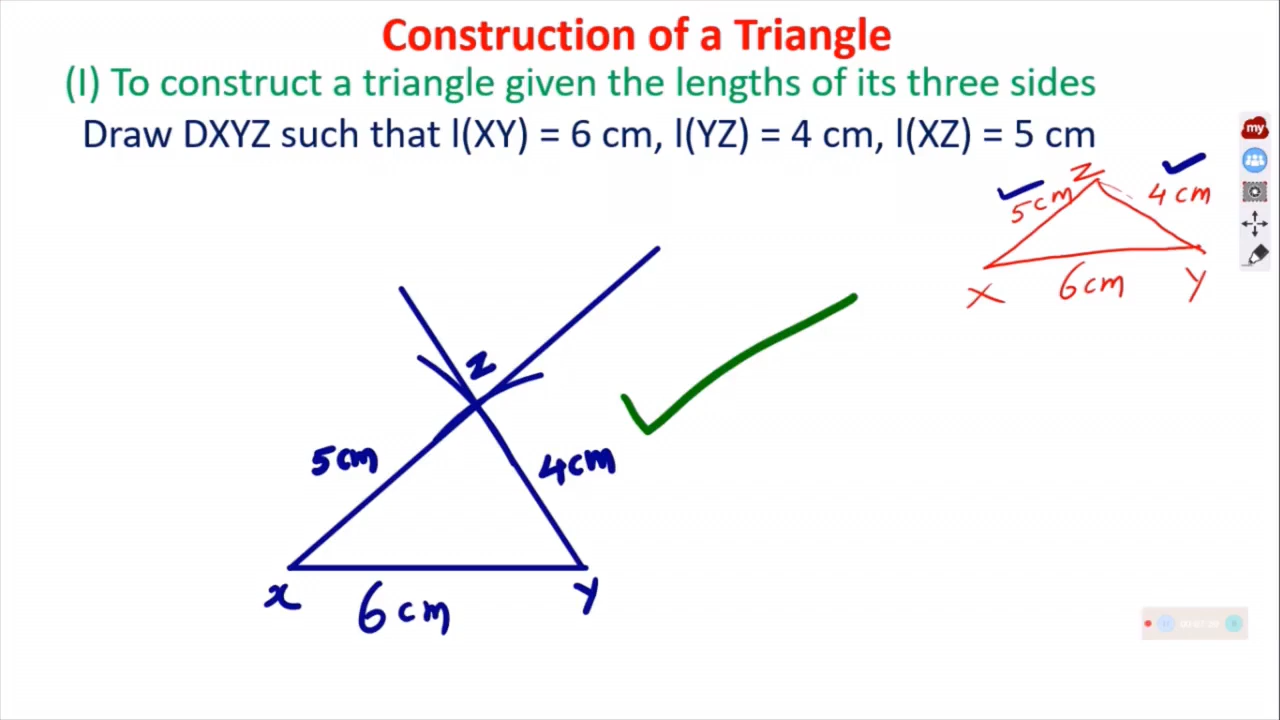 Construction of a Triangle
(I) To construct a triangle given the lengths of its three sides
Draw DXYZ such that l(XY) = 6 cm, l(YZ) = 4 cm, l(XZ) = 5 cm
my
Z
5cm
4 cm
X
6cm
Y
Z
5cm
4cm
x
6 cm
y